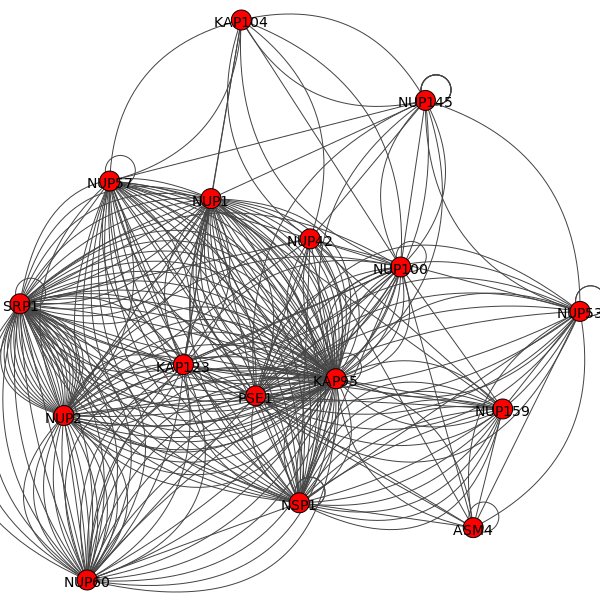 KAP104
NUP145
NUP57
NUP1
NUP42
NUP100
SRP1
NUP53
KAP123
KAP95
PSE1
NUP159
NUP2
NSP1
ASM4
NUP60